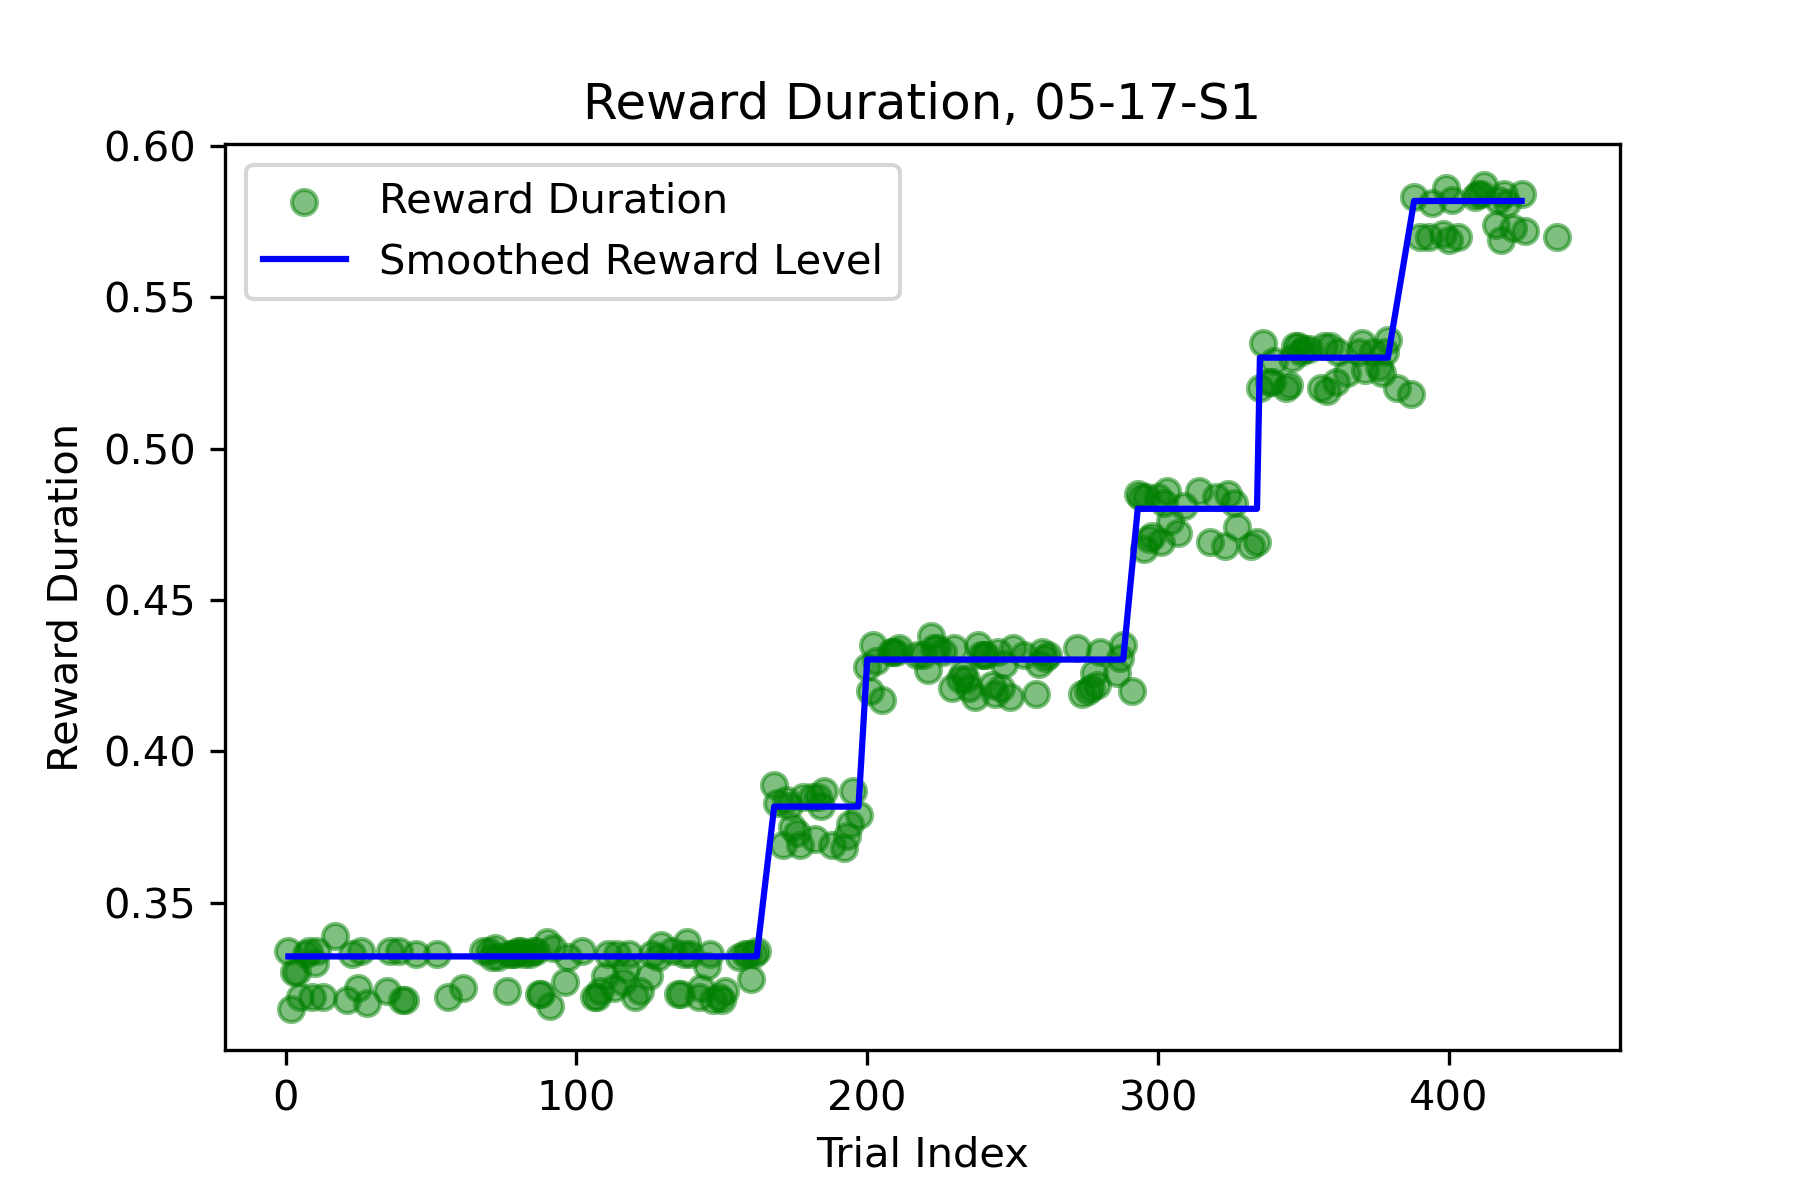 Reward Duration, 05-17-S1
Reward Duration
Smoothed Reward Level
0.60
0.55
0.50
0.45
0.40
0.35
Reward Duration
0 100 200 300 400
Trial Index